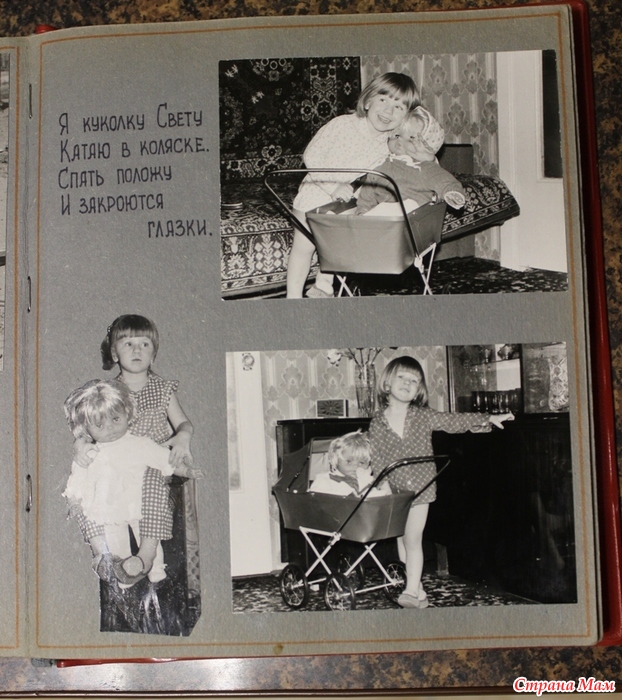 Я куколку Свету
Катаю в коляске.
Спать положу
И закроются
глазки.
Страна Мам